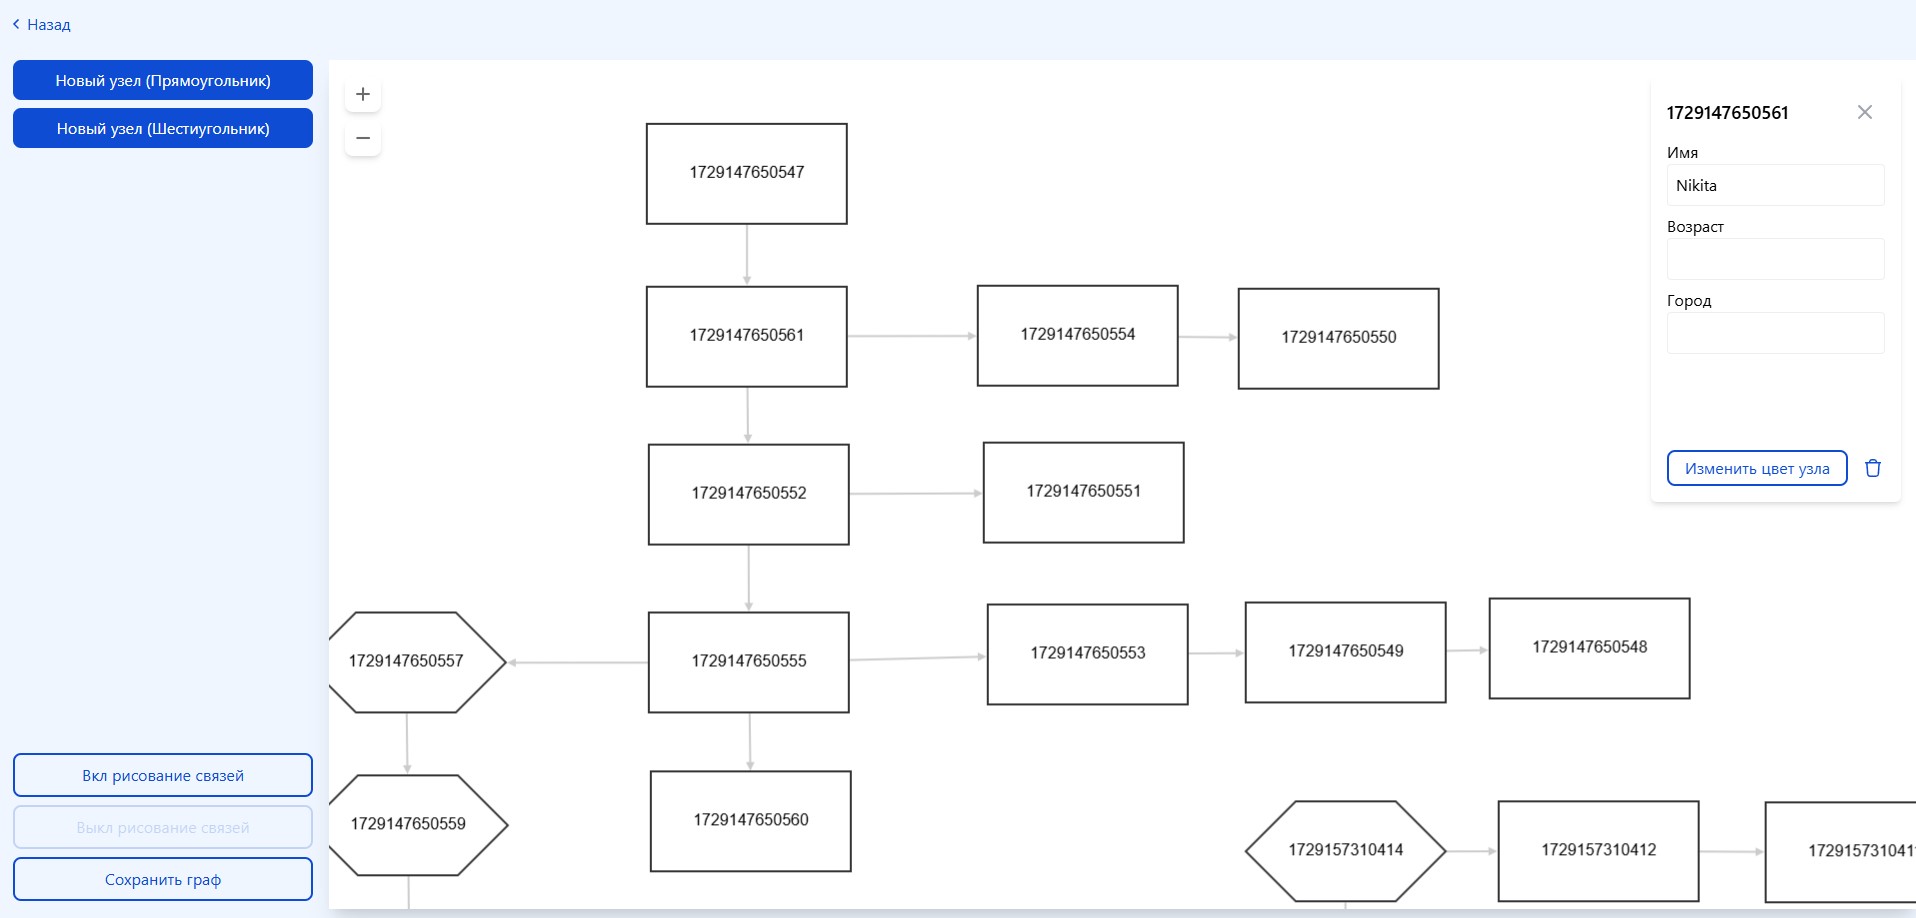 Назад
Новый узел (Прямоугольник)
Новый узел (Шестиугольник)
Вкл рисование связей
Выкл рисование связей
Сохранить граф
1729147650547
1729147650561
1729147650554
1729147650550
1729147650552
1729147650551
1729147650557
1729147650555
1729147650553
1729147650549
1729147650548
1729147650559
1729147650560
1729157310414
1729157310412
172915731041
1729147650561
Имя
Nikita
Возраст
Город
Изменить цвет узла